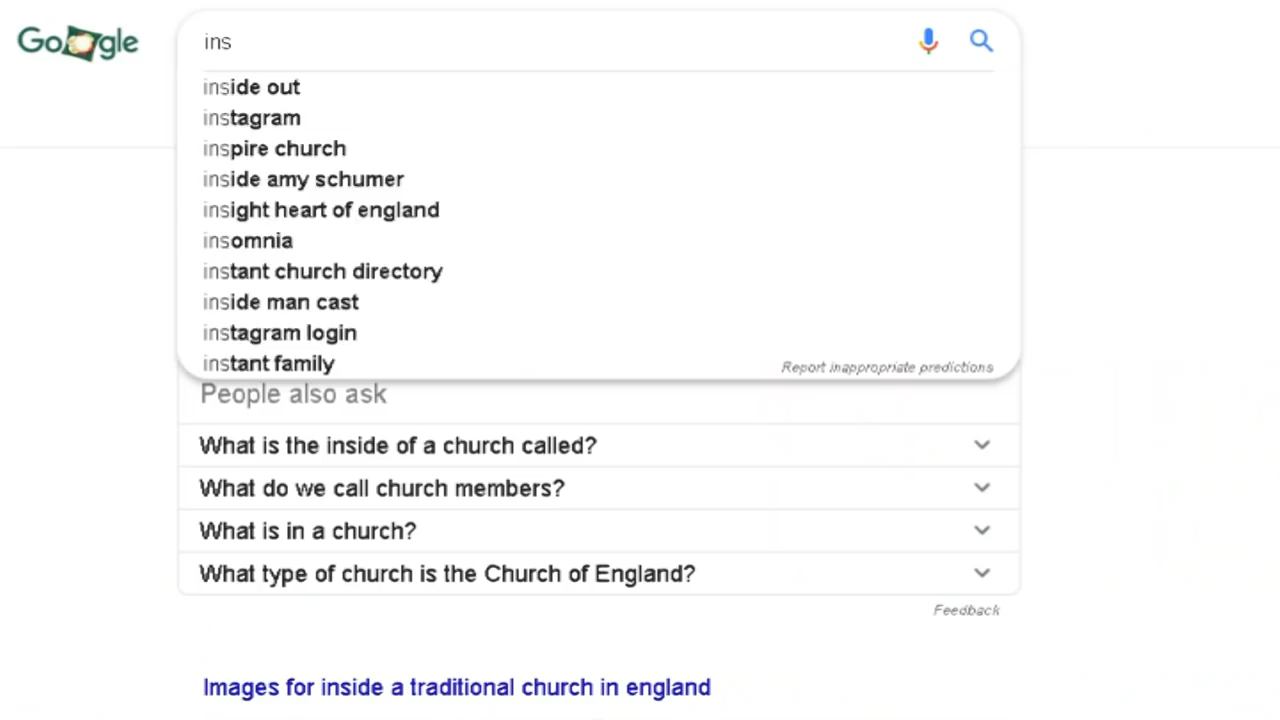 Google
ins
inside out
instagram
inspire church
inside amy schumer
insight heart of england
insomnia
instant church directory
inside man cast
instagram login
instant family
Report inappropriate predictions
People also ask
What is the inside of a church called?
What do we call church members?
What is in a church?
What type of church is the Church of England?
Feedback
Images for inside a traditional church in england